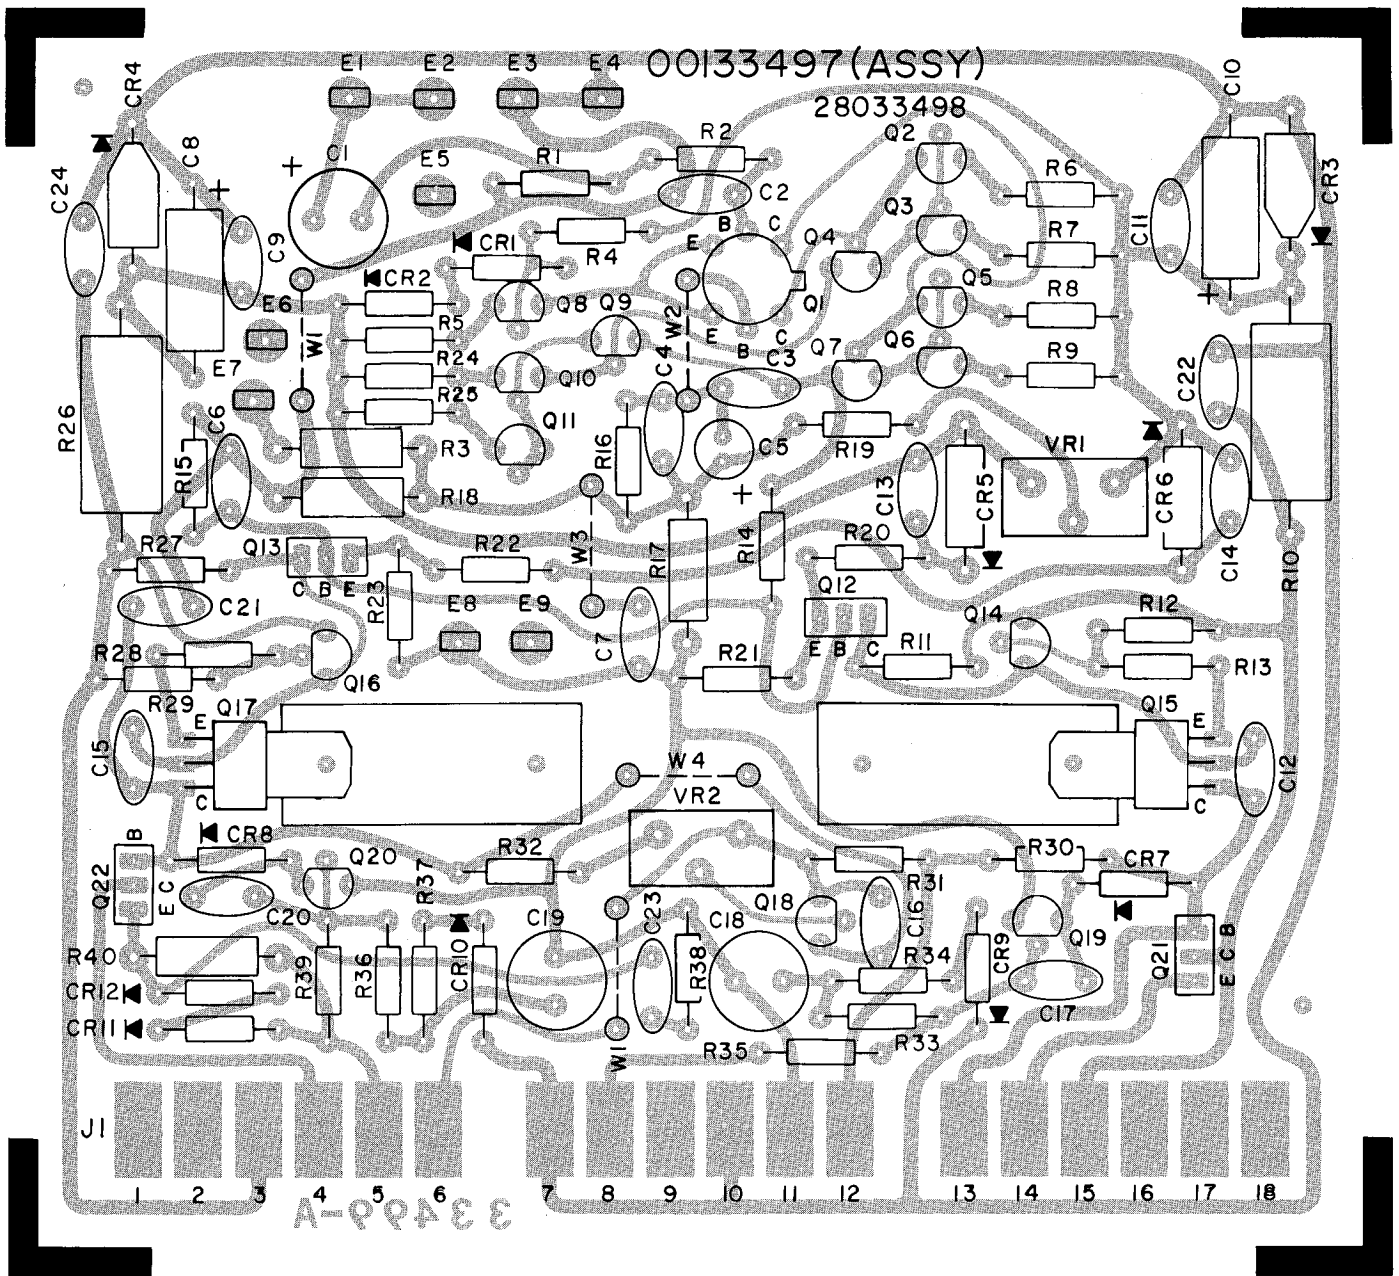 00133497(ASSY)
28033498
E1 E2 E3 E4
CR4
C10
C8
+
C1
+
E5
R1
R2
Q2
R6
CR3
C24
C2
Q3
R7
C11
C9
CR1
R4
B
C
E
Q4
CR2
Q5
E6
W1
Q8
Q9
W2
Q1
E
B
C
R8
+
R5
E7
R24
Q10
C4
C3
Q7
Q6
R9
C22
R25
R26
C6
R3
Q11
R16
C5
+
R19
VR1
R15
R18
C13
CR5
CR6
C14
R10
R27
Q13
R22
W3
R17
R14
R20
C B E
R23
Q12
C21
E8
E9
C7
E B C
R11
Q14
R12
R28
Q16
R21
R13
R29
Q17
E
Q15
E
C15
W4
C12
C
VR2
C
B
CR8
Q20
R32
R30
CR7
Q22
E C
C20
R37
C19
C23
C18
Q18
C16
R31
R40
R39
R36
CR10
R38
R34
CR9
Q19
Q21
E C B
CR12
C17
CR11
W1
R35
R33
J1
1 2 3 4 5 6 7 8 9 10 11 12 13 14 15 16 17 18
33499-A